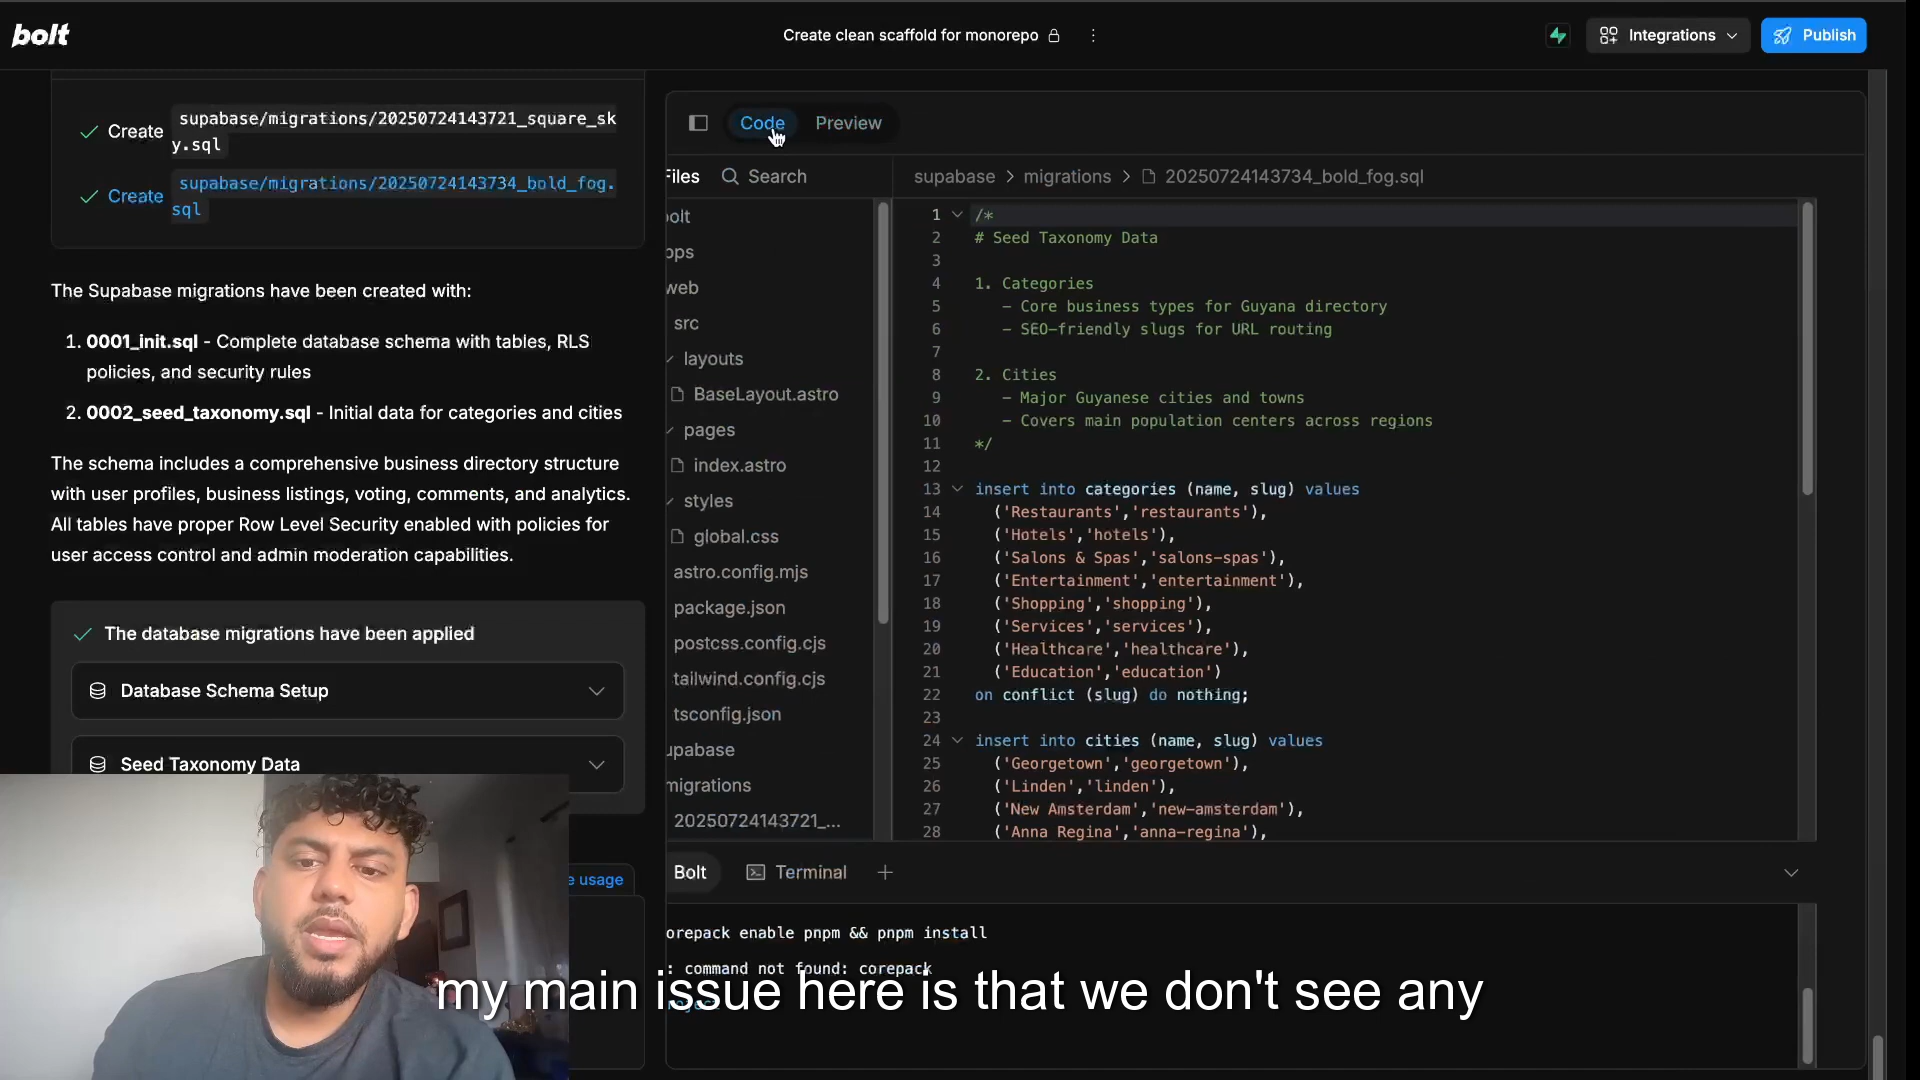 bolt
Create clean scaffold for monorepo
Integrations
Publish
Create supabase/migrations/20250724143721_square_sk
y.sql
Create supabase/migrations/20250724143734_bold_fog.
sql
The Supabase migrations have been created with:
1. 0001_init.sql - Complete database schema with tables, RLS
policies, and security rules
2. 0002_seed_taxonomy.sql - Initial data for categories and cities
The schema includes a comprehensive business directory structure
with user profiles, business listings, voting, comments, and analytics.
All tables have proper Row Level Security enabled with policies for
user access control and admin moderation capabilities.
The database migrations have been applied
Database Schema Setup
Seed Taxonomy Data
e usage
Code
Preview
Files
Search
olt
pps
web
src
layouts
BaseLayout.astro
pages
index.astro
styles
global.css
astro.config.mjs
package.json
postcss.config.cjs
tailwind.config.cjs
tsconfig.json
upabase
migrations
20250724143721_...
supabase > migrations > 20250724143734_bold_fog.sql
1 /*
2 # Seed Taxonomy Data
3
4 1. Categories
5 - Core business types for Guyana directory
6 - SEO-friendly slugs for URL routing
7
8 2. Cities
9 - Major Guyanese cities and towns
10 - Covers main population centers across regions
11 */
12
13 insert into categories (name, slug) values
14 ('Restaurants','restaurants'),
15 ('Hotels','hotels'),
16 ('Salons & Spas','salons-spas'),
17 ('Entertainment','entertainment'),
18 ('Shopping','shopping'),
19 ('Services','services'),
20 ('Healthcare','healthcare'),
21 ('Education','education')
22 on conflict (slug) do nothing;
23
24 insert into cities (name, slug) values
25 ('Georgetown','georgetown'),
26 ('Linden','linden'),
27 ('New Amsterdam','new-amsterdam'),
28 ('Anna Regina','anna-regina'),
Bolt
Terminal
orepack enable pnpm && pnpm install
: command not found: corepack
my main issue here is that we don't see any